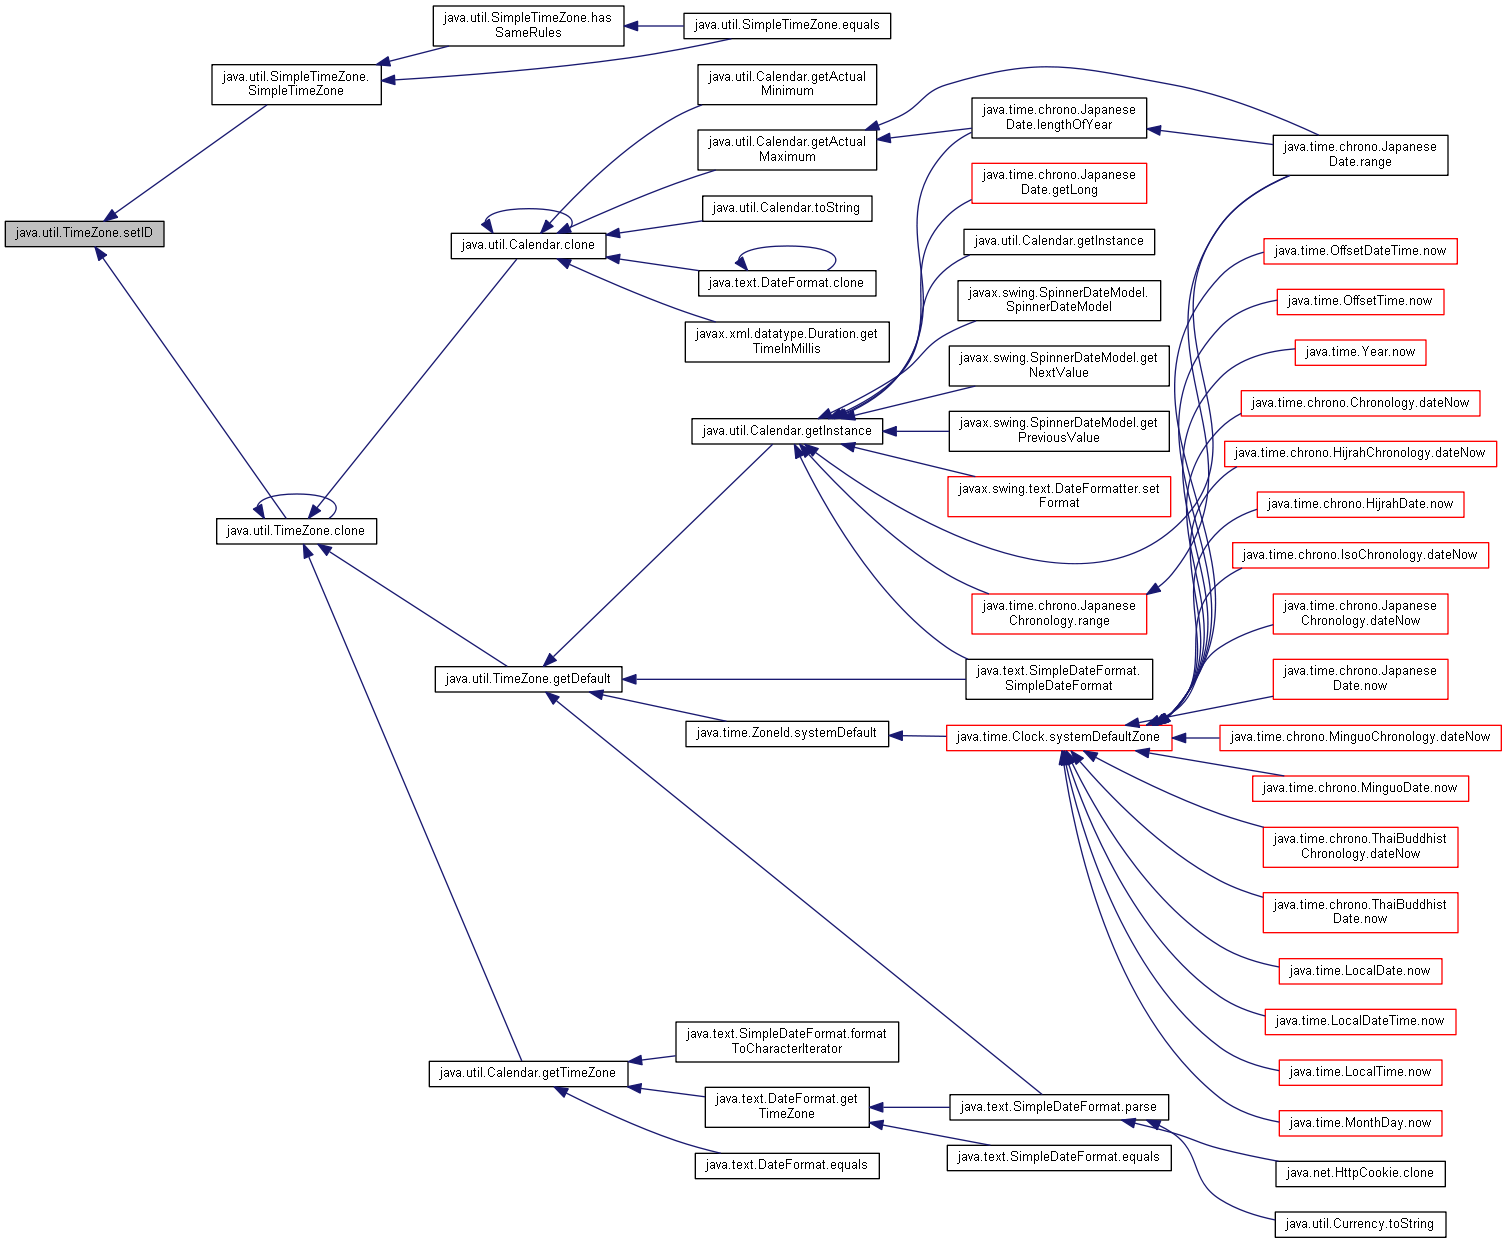 java.util.TimeZone.setID
java.util.SimpleTimeZone.
SimpleTimeZone
java.util.TimeZone.clone
java.util.SimpleTimeZone.has
SameRules
java.util.Calendar.clone
java.util.TimeZone.getDefault
java.util.Calendar.getTimeZone
java.util.SimpleTimeZone.equals
java.util.Calendar.getActual
Minimum
java.util.Calendar.getActual
Maximum
java.util.Calendar.toString
java.text.DateFormat.clone
javax.xml.datatype.Duration.get
TimeInMillis
java.util.Calendar.getInstance
java.time.ZoneId.systemDefault
java.text.SimpleDateFormat.format
ToCharacterIterator
java.text.DateFormat.get
TimeZone
java.text.DateFormat.equals
java.time.chrono.Japanese
Date.lengthOfYear
java.time.chrono.Japanese
Date.getLong
java.util.Calendar.getInstance
javax.swing.SpinnerDateModel.
SpinnerDateModel
javax.swing.SpinnerDateModel.get
NextValue
javax.swing.SpinnerDateModel.get
PreviousValue
javax.swing.text.DateFormatter.set
Format
java.time.chrono.Japanese
Chronology.range
java.text.SimpleDateFormat.
SimpleDateFormat
java.time.Clock.systemDefaultZone
java.text.SimpleDateFormat.parse
java.text.SimpleDateFormat.equals
java.time.chrono.Japanese
Date.range
java.time.OffsetDateTime.now
java.time.OffsetTime.now
java.time.Year.now
java.time.chrono.Chronology.dateNow
java.time.chrono.HijrahChronology.dateNow
java.time.chrono.HijrahDate.now
java.time.chrono.IsoChronology.dateNow
java.time.chrono.Japanese
Chronology.dateNow
java.time.chrono.Japanese
Date.now
java.time.chrono.MinguoChronology.dateNow
java.time.chrono.MinguoDate.now
java.time.chrono.ThaiBuddhist
Chronology.dateNow
java.time.chrono.ThaiBuddhist
Date.now
java.time.LocalDate.now
java.time.LocalDateTime.now
java.time.LocalTime.now
java.time.MonthDay.now
java.net.HttpCookie.clone
java.util.Currency.toString